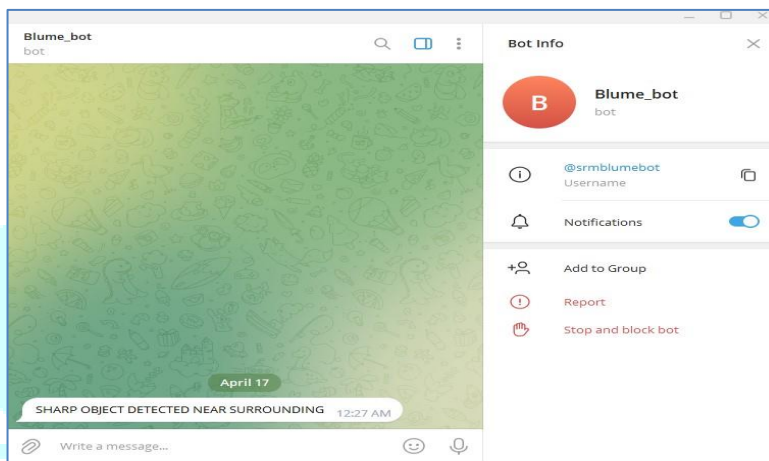 Blume_bot
bot
Bot Info
B
Blume_bot
bot
@srmblumebot
Username
Notifications
Add to Group
Report
Stop and block bot
April 17
SHARP OBJECT DETECTED NEAR SURROUNDING 12:27 AM
Write a message...